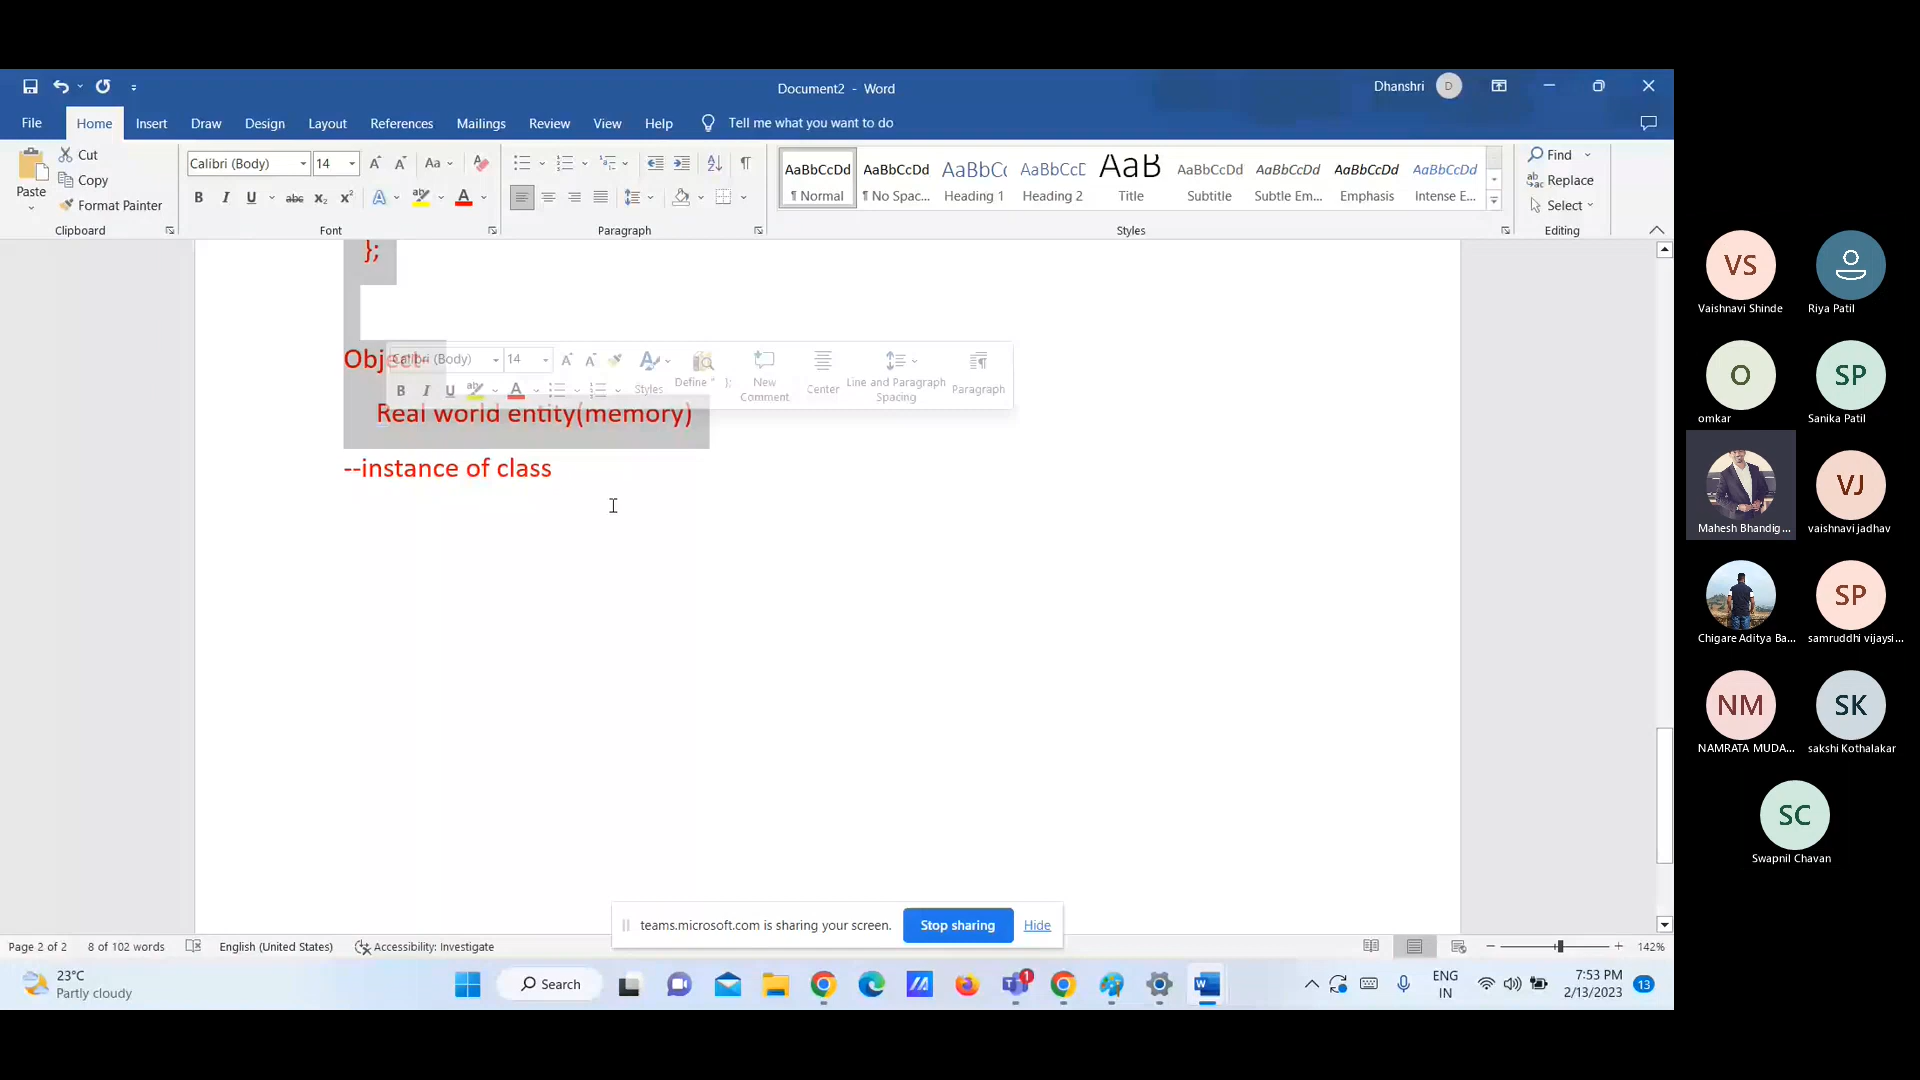 Document2 - Word
Dhanshri
D
File
Home
Insert
Draw
Design
Layout
References
Mailings
Review
View
Help
Tell me what you want to do
Paste
Cut
Copy
Format Painter
Clipboard
Calibri (Body)
14
Font
Paragraph
AaBbCcDd
¶ Normal
AaBbCcDd
¶ No Spac...
AaBbCc
Heading 1
AaBbCcD
Heading 2
AaB
Title
AaBbCcDd
Subtitle
AaBbCcDd
Subtle Em...
AaBbCcDd
Emphasis
AaBbCcDd
Intense E...
Styles
Find
Replace
Select
Editing
};
Object-
Calibri (Body)
14
Styles
Define " };
New Comment
Center
Line and Paragraph Spacing
Paragraph
Real world entity(memory)
--instance of class
teams.microsoft.com is sharing your screen.
Stop sharing
Hide
Page 2 of 2
8 of 102 words
English (United States)
Accessibility: Investigate
142%
23°C
Partly cloudy
Search
1
ENG
IN
7:53 PM
2/13/2023
13
VS
Vaishnavi Shinde
Riya Patil
O
omkar
SP
Sanika Patil
Mahesh Bhandig...
VJ
vaishnavi jadhav
Chigare Aditya Ba...
SP
samruddhi vijaysi...
NM
NAMRATA MUDA...
SK
sakshi Kothalakar
SC
Swapnil Chavan